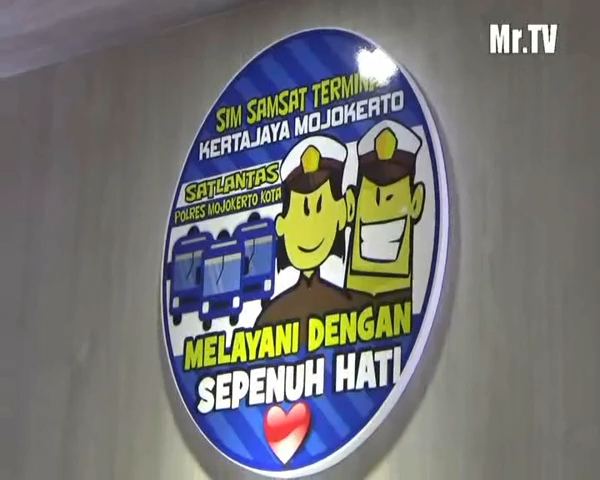 Mr.TV
SIM SAMSAT TERMINAL
KERTAJAYA MOJOKERTO
SATLANTAS
POLRES MOJOKERTO KOTA
MELAYANI DENGAN
SEPENUH HATI